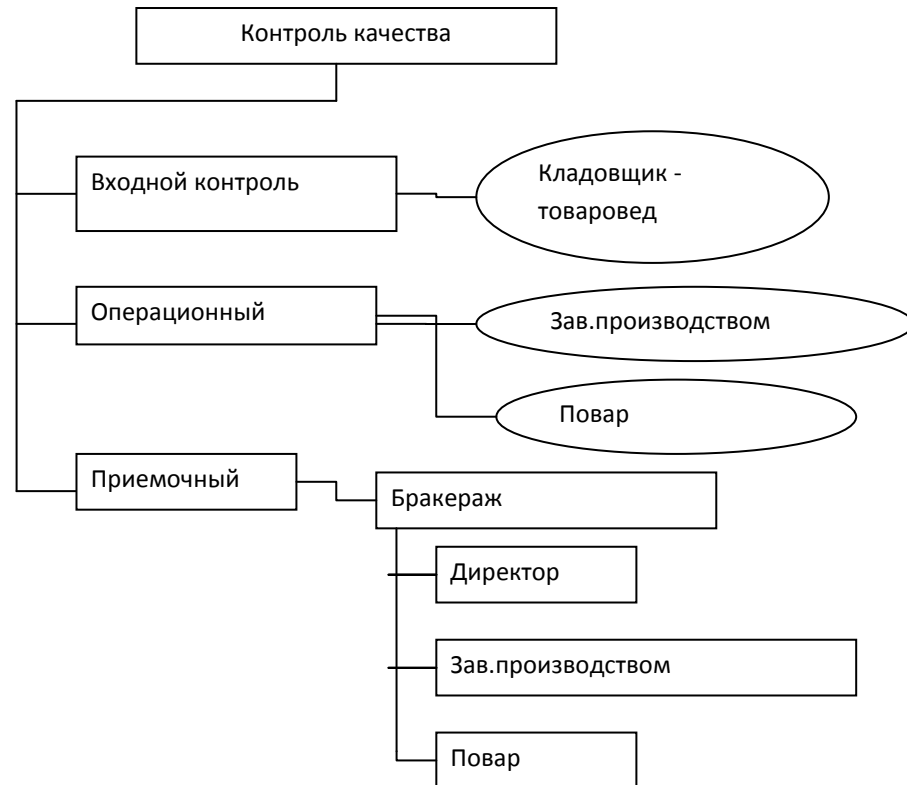 Контроль качества
Входной контроль
Кладовщик -
товаровед
Операционный
Зав.производством
Повар
Приемочный
Бракераж
Директор
Зав.производством
Повар